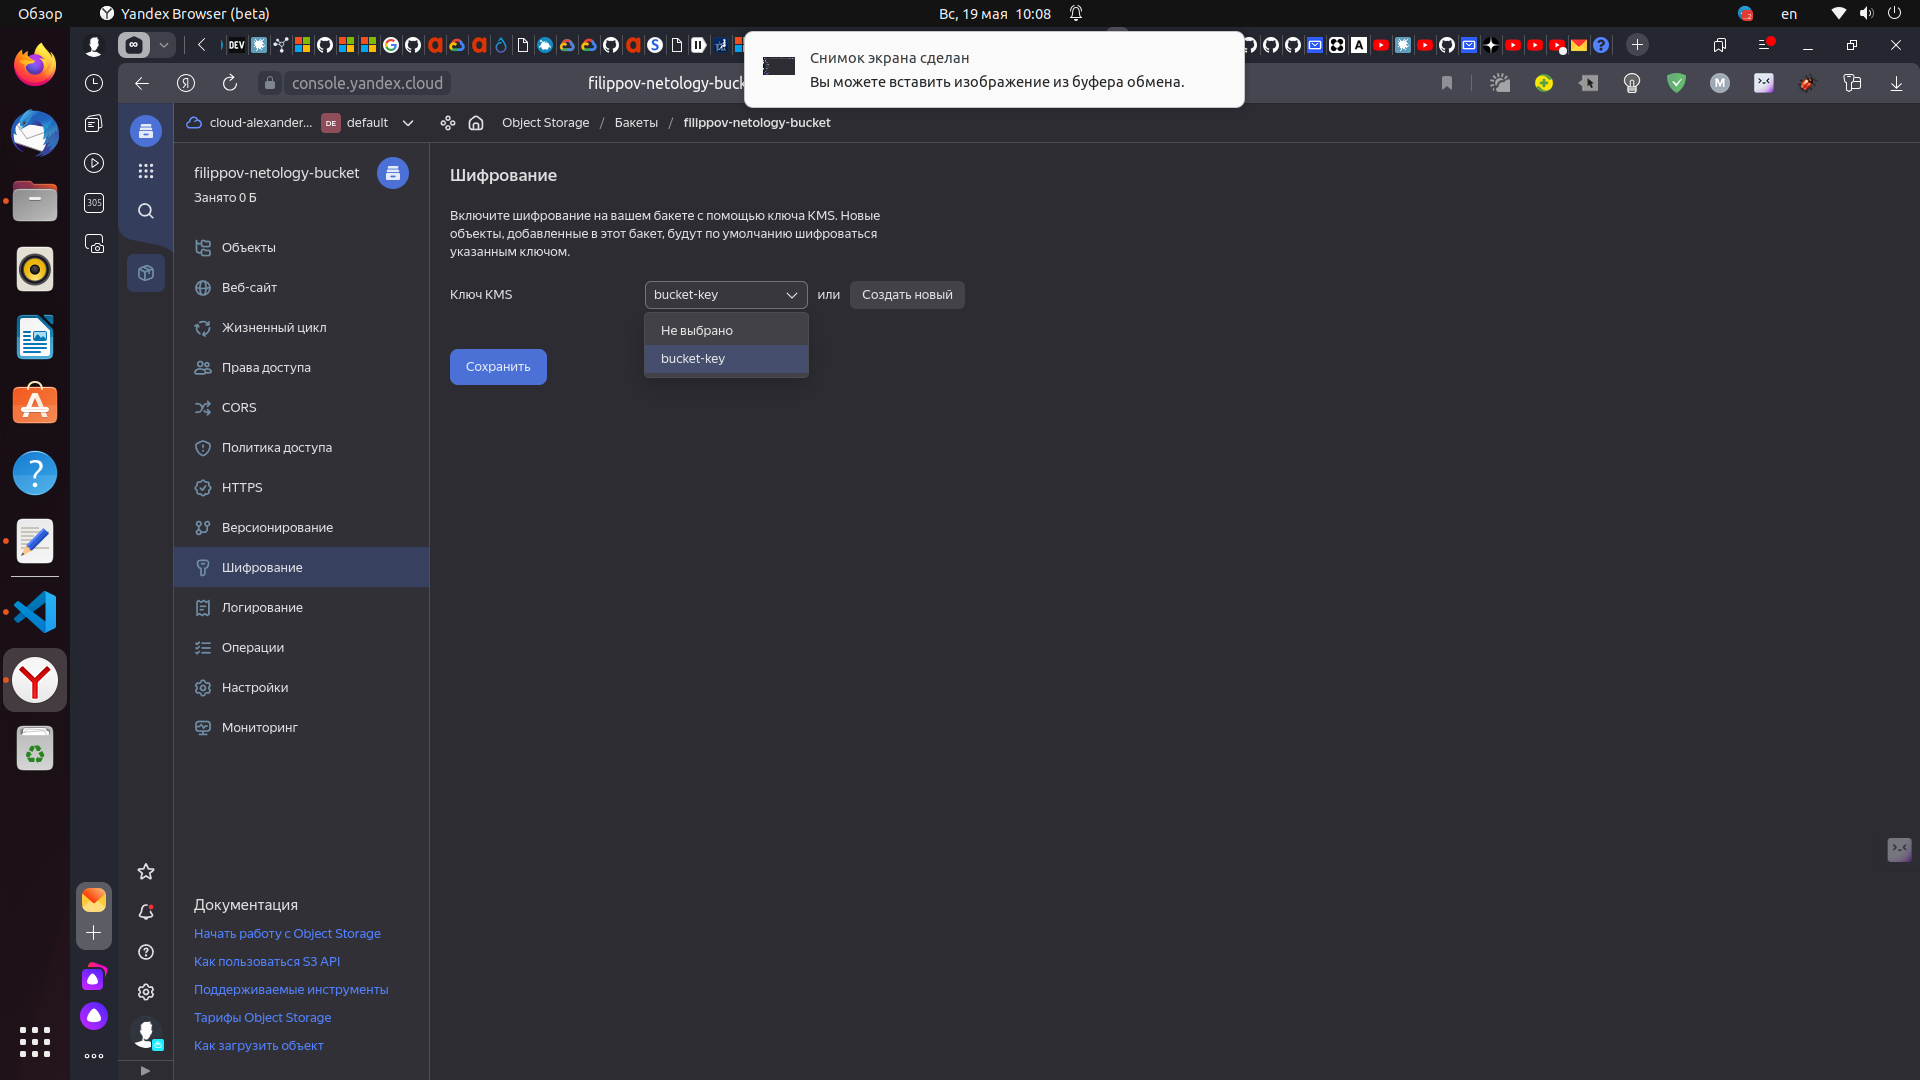 Обзор
Yandex Browser (beta)
Вс, 19 мая 10:08
en
DEV
Снимок экрана сделан
Вы можете вставить изображение из буфера обмена.
console.yandex.cloud
filippov-netology-buck
305
cloud-alexander...
DE
default
Object Storage / Бакеты / filippov-netology-bucket
filippov-netology-bucket
Занято 0 Б
Объекты
Веб-сайт
Жизненный цикл
Права доступа
CORS
Политика доступа
HTTPS
Версионирование
Шифрование
Логирование
Операции
Настройки
Мониторинг
Документация
Начать работу с Object Storage
Как пользоваться S3 API
Поддерживаемые инструменты
Тарифы Object Storage
Как загрузить объект
Шифрование
Включите шифрование на вашем бакете с помощью ключа KMS. Новые
объекты, добавленные в этот бакет, будут по умолчанию шифроваться
указанным ключом.
Ключ KMS
bucket-key
или
Создать новый
Не выбрано
bucket-key
Сохранить